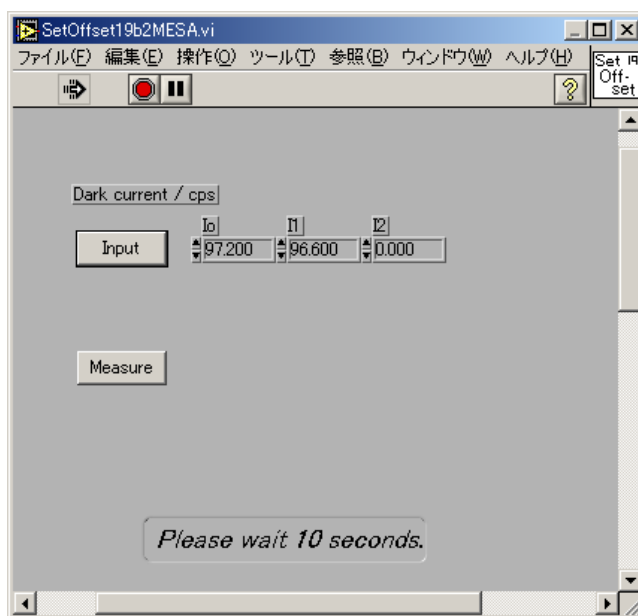 SetOffset19b2MESA.vi
ファイル(F) 編集(E) 操作(O) ツール(T) 参照(B) ウィンドウ(W) ヘルプ(H)
Set
Off-
set
Dark current / cps
Io I1 I2
Input 97.200 96.600 0.000
Measure
Please wait 10 seconds.